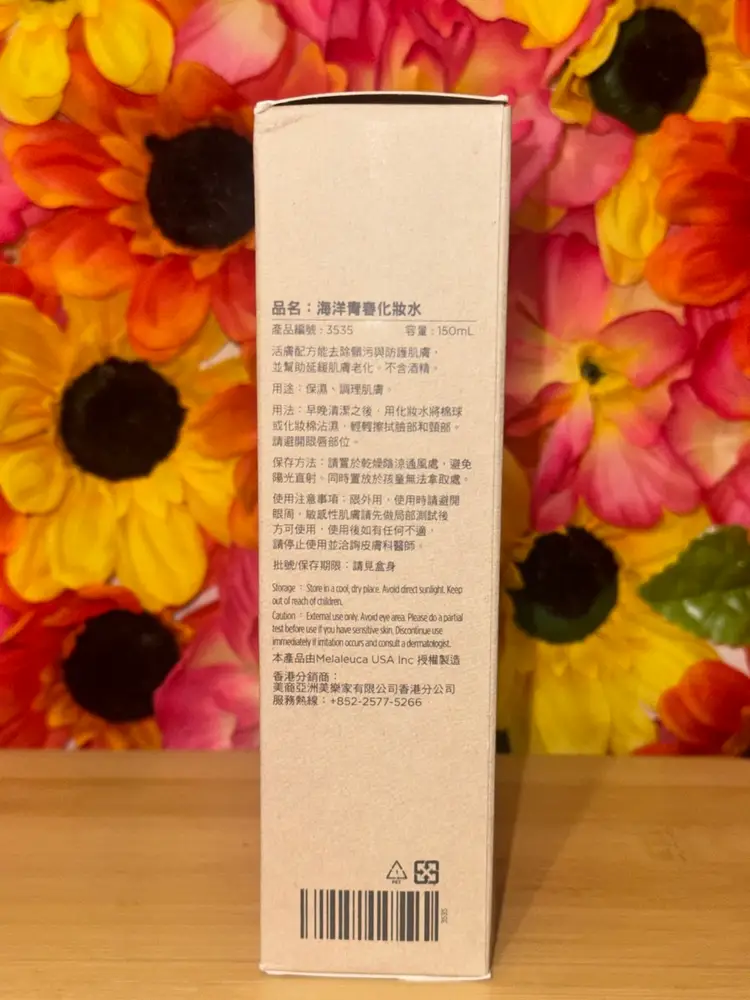 品名：海洋青春化妝水
產品編號：3535 容量：150mL
活膚配方能去除髒污與防護肌膚，
並幫助延緩肌膚老化。不含酒精。
用途：保濕、調理肌膚。
用法：早晚清潔之後，用化妝水將棉球
或化妝棉沾濕，輕輕擦拭臉部和頸部。
請避開眼唇部位。
保存方法：請置於乾燥陰涼通風處，避免
陽光直射。同時置放於孩童無法拿取處。
使用注意事項：限外用，使用時請避開
眼周，敏感性肌膚請先做局部測試後
方可使用，使用後如有任何不適，
請停止使用並洽詢皮膚科醫師。
批號/保存期限：請見盒身
Storage：Store in a cool, dry place. Avoid direct sunlight. Keep
out of reach of children.
Caution：External use only. Avoid eye area. Please do a partial
test before use if you have sensitive skin. Discontinue use
immediately if irritation occurs and consult a dermatologist.
本產品由Melaleuca USA Inc 授權製造
香港分銷商：
美商亞洲美樂家有限公司香港分公司
服務熱線：+852-2577-5266
1
PET
3535